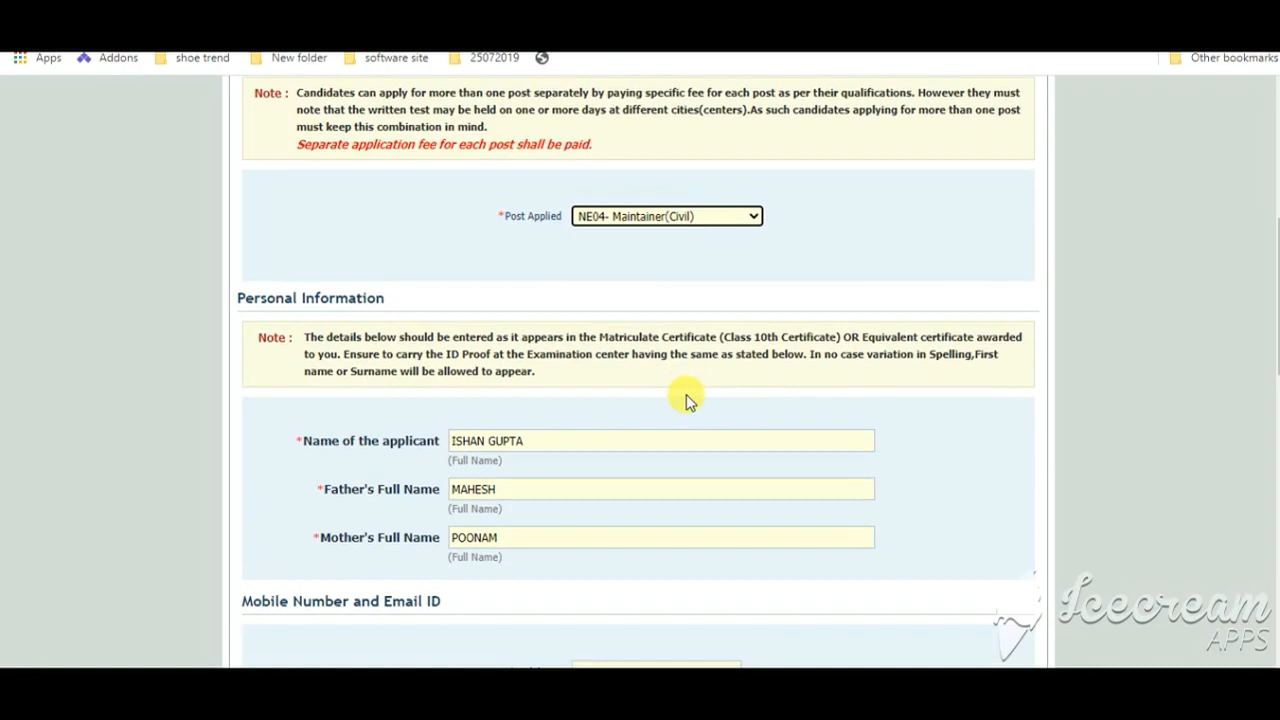 Apps Addons shoe trend New folder software site 25072019 Other bookmarks
Note : Candidates can apply for more than one post separately by paying specific fee for each post as per their qualifications. However they must
note that the written test may be held on one or more days at different cities(centers).As such candidates applying for more than one post
must keep this combination in mind.
Separate application fee for each post shall be paid.
*Post Applied NE04- Maintainer(Civil)
Personal Information
Note : The details below should be entered as it appears in the Matriculate Certificate (Class 10th Certificate) OR Equivalent certificate awarded
to you. Ensure to carry the ID Proof at the Examination center having the same as stated below. In no case variation in Spelling,First
name or Surname will be allowed to appear.
*Name of the applicant ISHAN GUPTA
(Full Name)
*Father's Full Name MAHESH
(Full Name)
*Mother's Full Name POONAM
(Full Name)
Mobile Number and Email ID
Icecream
APPS